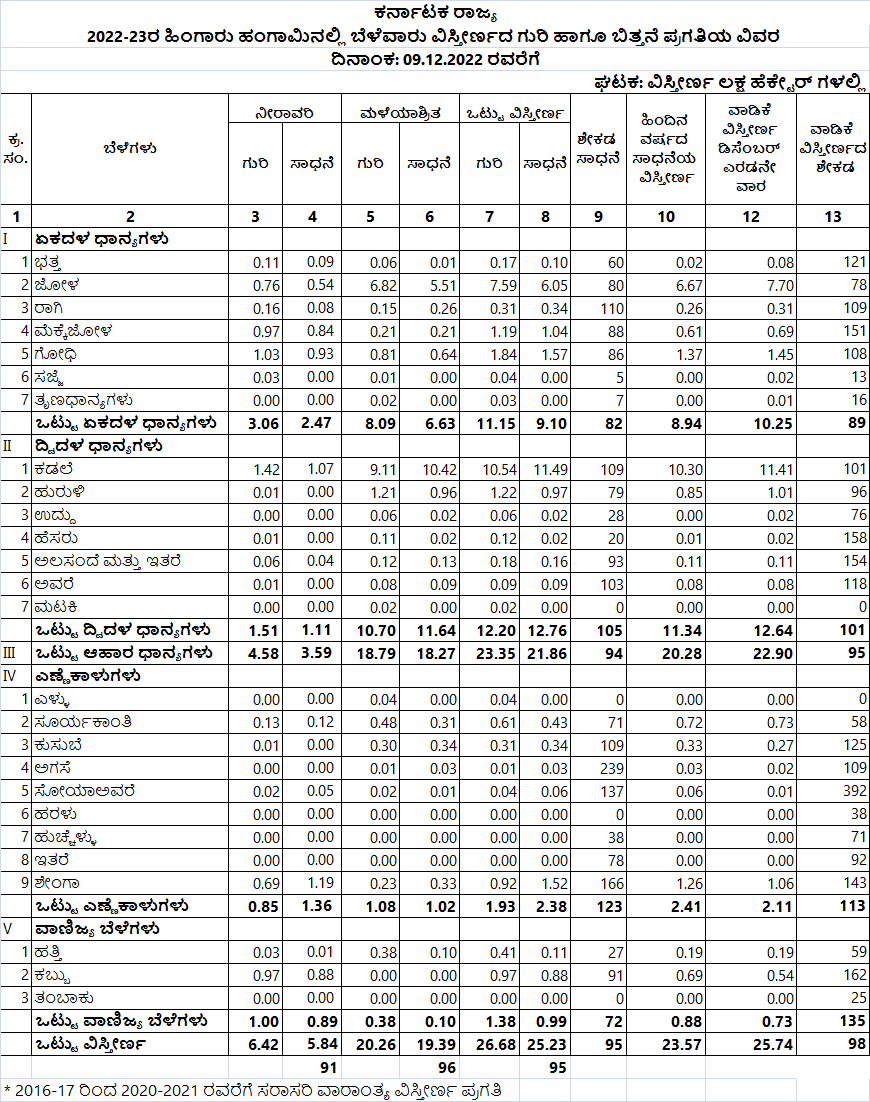 ಕರ್ನಾಟಕ ರಾಜ್ಯ
2022-23ರ ಹಿಂಗಾರು ಹಂಗಾಮಿನಲ್ಲಿ ಬೆಳೆವಾರು ವಿಸ್ತೀರ್ಣದ ಗುರಿ ಹಾಗೂ ಬಿತ್ತನೆ ಪ್ರಗತಿಯ ವಿವರ
ದಿನಾಂಕ: 09.12.2022 ರವರೆಗೆ
ಘಟಕ: ವಿಸ್ತೀರ್ಣ ಲಕ್ಷ ಹೆಕ್ಟೇರ್ ಗಳಲ್ಲಿ
ಕ್ರ. ಸಂ. ಬೆಳೆಗಳು ನೀರಾವರಿ ಮಳೆಯಾಶ್ರಿತ ಒಟ್ಟು ವಿಸ್ತೀರ್ಣ ಶೇಕಡ ಸಾಧನೆ ಹಿಂದಿನ ವರ್ಷದ ಸಾಧನೆಯ ವಿಸ್ತೀರ್ಣ ವಾಡಿಕೆ ವಿಸ್ತೀರ್ಣ ಡಿಸೆಂಬರ್ ಎರಡನೇ ವಾರ ವಾಡಿಕೆ ವಿಸ್ತೀರ್ಣದ ಶೇಕಡ
ಗುರಿ ಸಾಧನೆ ಗುರಿ ಸಾಧನೆ ಗುರಿ ಸಾಧನೆ
1 2 3 4 5 6 7 8 9 10 12 13
I ಏಕದಳ ಧಾನ್ಯಗಳು
1 ಭತ್ತ 0.11 0.09 0.06 0.01 0.17 0.10 60 0.02 0.08 121
2 ಜೋಳ 0.76 0.54 6.82 5.51 7.59 6.05 80 6.67 7.70 78
3 ರಾಗಿ 0.16 0.08 0.15 0.26 0.31 0.34 110 0.26 0.31 109
4 ಮೆಕ್ಕೆಜೋಳ 0.97 0.84 0.21 0.21 1.19 1.04 88 0.61 0.69 151
5 ಗೋಧಿ 1.03 0.93 0.81 0.64 1.84 1.57 86 1.37 1.45 108
6 ಸಜ್ಜೆ 0.03 0.00 0.01 0.00 0.04 0.00 5 0.00 0.02 13
7 ತೃಣಧಾನ್ಯಗಳು 0.00 0.00 0.02 0.00 0.03 0.00 7 0.00 0.01 16
ಒಟ್ಟು ಏಕದಳ ಧಾನ್ಯಗಳು 3.06 2.47 8.09 6.63 11.15 9.10 82 8.94 10.25 89
II ದ್ವಿದಳ ಧಾನ್ಯಗಳು
1 ಕಡಲೆ 1.42 1.07 9.11 10.42 10.54 11.49 109 10.30 11.41 101
2 ಹುರುಳಿ 0.01 0.00 1.21 0.96 1.22 0.97 79 0.85 1.01 96
3 ಉದ್ದು 0.00 0.00 0.06 0.02 0.06 0.02 28 0.00 0.02 76
4 ಹೆಸರು 0.01 0.00 0.11 0.02 0.12 0.02 20 0.01 0.02 158
5 ಅಲಸಂದೆ ಮತ್ತು ಇತರೆ 0.06 0.04 0.12 0.13 0.18 0.16 93 0.11 0.11 154
6 ಅವರೆ 0.01 0.00 0.08 0.09 0.09 0.09 103 0.08 0.08 118
7 ಮಟಕಿ 0.00 0.00 0.02 0.00 0.02 0.00 0 0.00 0.00 0
ಒಟ್ಟು ದ್ವಿದಳ ಧಾನ್ಯಗಳು 1.51 1.11 10.70 11.64 12.20 12.76 105 11.34 12.64 101
III ಒಟ್ಟು ಆಹಾರ ಧಾನ್ಯಗಳು 4.58 3.59 18.79 18.27 23.35 21.86 94 20.28 22.90 95
IV ಎಣ್ಣೆಕಾಳುಗಳು
1 ಎಳ್ಳು 0.00 0.00 0.04 0.00 0.04 0.00 0 0.00 0.00 0
2 ಸೂರ್ಯಕಾಂತಿ 0.13 0.12 0.48 0.31 0.61 0.43 71 0.72 0.73 58
3 ಕುಸುಬೆ 0.01 0.00 0.30 0.34 0.31 0.34 109 0.33 0.27 125
4 ಅಗಸೆ 0.00 0.00 0.01 0.03 0.01 0.03 239 0.03 0.02 109
5 ಸೋಯಾಅವರೆ 0.02 0.05 0.02 0.01 0.04 0.06 137 0.06 0.01 392
6 ಹರಳು 0.00 0.00 0.00 0.00 0.00 0.00 0 0.00 0.00 38
7 ಹುಚ್ಚೆಳ್ಳು 0.00 0.00 0.00 0.00 0.00 0.00 38 0.00 0.00 71
8 ಇತರೆ 0.00 0.00 0.00 0.00 0.00 0.00 78 0.00 0.00 92
9 ಶೇಂಗಾ 0.69 1.19 0.23 0.33 0.92 1.52 166 1.26 1.06 143
ಒಟ್ಟು ಎಣ್ಣೆಕಾಳುಗಳು 0.85 1.36 1.08 1.02 1.93 2.38 123 2.41 2.11 113
V ವಾಣಿಜ್ಯ ಬೆಳೆಗಳು
1 ಹತ್ತಿ 0.03 0.01 0.38 0.10 0.41 0.11 27 0.19 0.19 59
2 ಕಬ್ಬು 0.97 0.88 0.00 0.00 0.97 0.88 91 0.69 0.54 162
3 ತಂಬಾಕು 0.00 0.00 0.00 0.00 0.00 0.00 0 0.00 0.00 25
ಒಟ್ಟು ವಾಣಿಜ್ಯ ಬೆಳೆಗಳು 1.00 0.89 0.38 0.10 1.38 0.99 72 0.88 0.73 135
ಒಟ್ಟು ವಿಸ್ತೀರ್ಣ 6.42 5.84 20.26 19.39 26.68 25.23 95 23.57 25.74 98
91 96 95
* 2016-17 ರಿಂದ 2020-2021 ರವರೆಗೆ ಸರಾಸರಿ ವಾರಾಂತ್ಯ ವಿಸ್ತೀರ್ಣ ಪ್ರಗತಿ